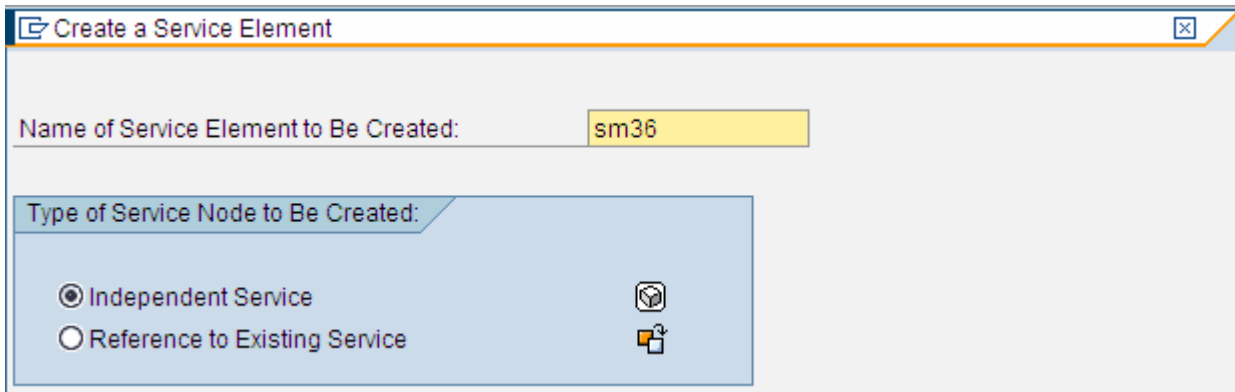 Create a Service Element
Name of Service Element to Be Created: sm36
Type of Service Node to Be Created:
Independent Service
Reference to Existing Service